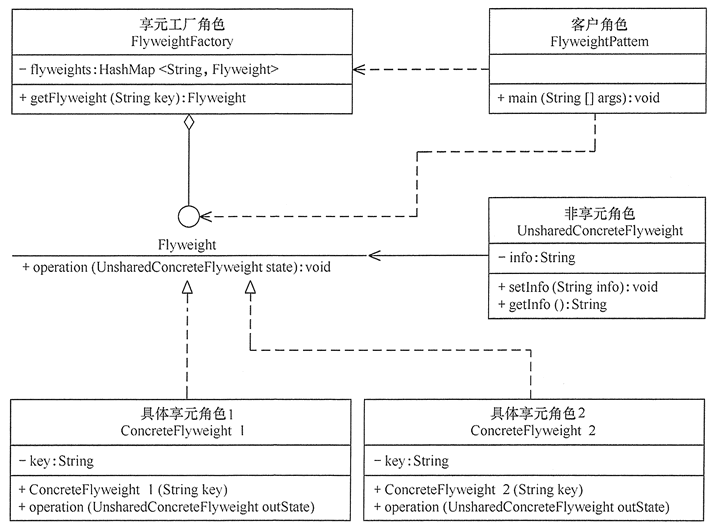 享元工厂角色
FlyweightFactory
- flyweights:HashMap <String, Flyweight>
+ getFlyweight (String key):Flyweight
客户角色
FlyweightPattem
+ main (String [] args):void
非享元角色
UnsharedConcreteFlyweight
- info:String
+ setInfo (String info):void
+ getInfo ():String
Flyweight
+ operation (UnsharedConcreteFlyweight state):void
具体享元角色1
ConcreteFlyweight 1
- key:String
+ ConcreteFlyweight 1 (String key)
+ operation (UnsharedConcreteFlyweight outState)
具体享元角色2
ConcreteFlyweight 2
- key:String
+ ConcreteFlyweight 2 (String key)
+ operation (UnsharedConcreteFlyweight outState)